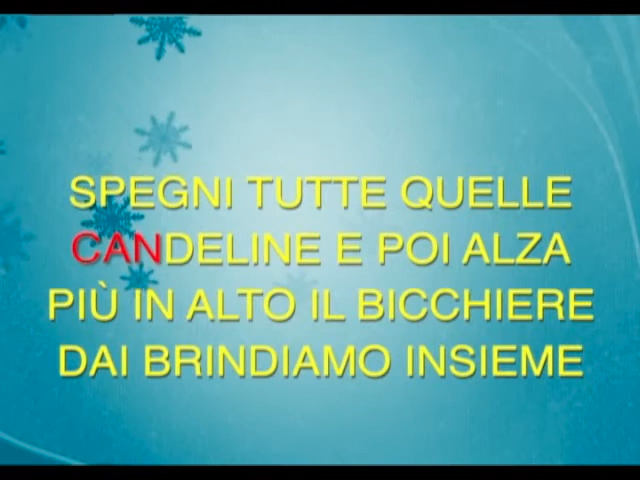 SPEGNI TUTTE QUELLE
CANDELINE E POI ALZA
PIÙ IN ALTO IL BICCHIERE
DAI BRINDIAMO INSIEME